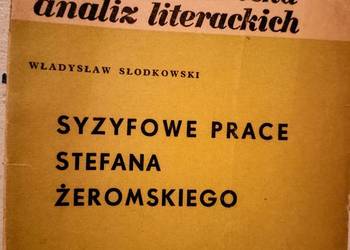 analiz literackich
WŁADYSŁAW SŁODKOWSKI
SYZYFOWE PRACE
STEFANA
ŻEROMSKIEGO